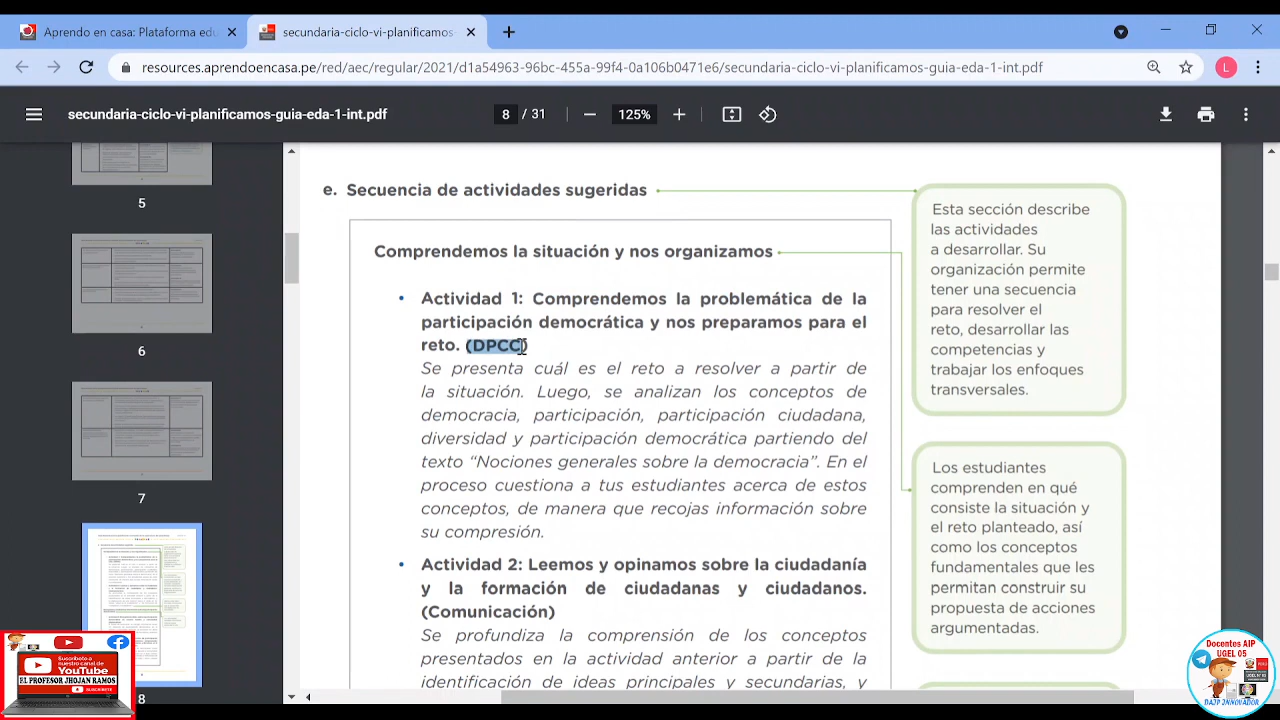 Aprendo en casa: Plataforma edu
secundaria-ciclo-vi-planificamos
resources.aprendoencasa.pe/red/aec/regular/2021/d1a54963-96bc-455a-99f4-0a106b0471e6/secundaria-ciclo-vi-planificamos-guia-eda-1-int.pdf
L
secundaria-ciclo-vi-planificamos-guia-eda-1-int.pdf
8 / 31
125%
5
6
7
8
e. Secuencia de actividades sugeridas
Comprendemos la situación y nos organizamos
• Actividad 1: Comprendemos la problemática de la
participación democrática y nos preparamos para el
reto. (DPCC)
Se presenta cuál es el reto a resolver a partir de
la situación. Luego, se analizan los conceptos de
democracia, participación, participación ciudadana,
diversidad y participación democrática partiendo del
texto “Nociones generales sobre la democracia”. En el
proceso cuestiona a tus estudiantes acerca de estos
conceptos, de manera que recojas información sobre
su compresión.
• Actividad 2: Leemos y opinamos sobre la ciudadanía
y la formación de ciudadanas y ciudadanos.
(Comunicación)
Se profundiza la comprensión de los conceptos
presentados en la actividad anterior a partir de la
identificación de ideas principales y secundarias, y
Esta sección describe
las actividades
a desarrollar. Su
organización permite
tener una secuencia
para resolver el
reto, desarrollar las
competencias y
trabajar los enfoques
transversales.
Los estudiantes
comprenden en qué
consiste la situación y
el reto planteado, así
como los conceptos
fundamentales que les
permitan construir su
propuesta de acciones
argumentadas.
Suscríbete a
nuestro canal de
YouTube
EL PROFESOR HOJAN RAMOS
SUSCRÍBETE
Docentes AIP
UGEL 05
DAIP INNOVADOR